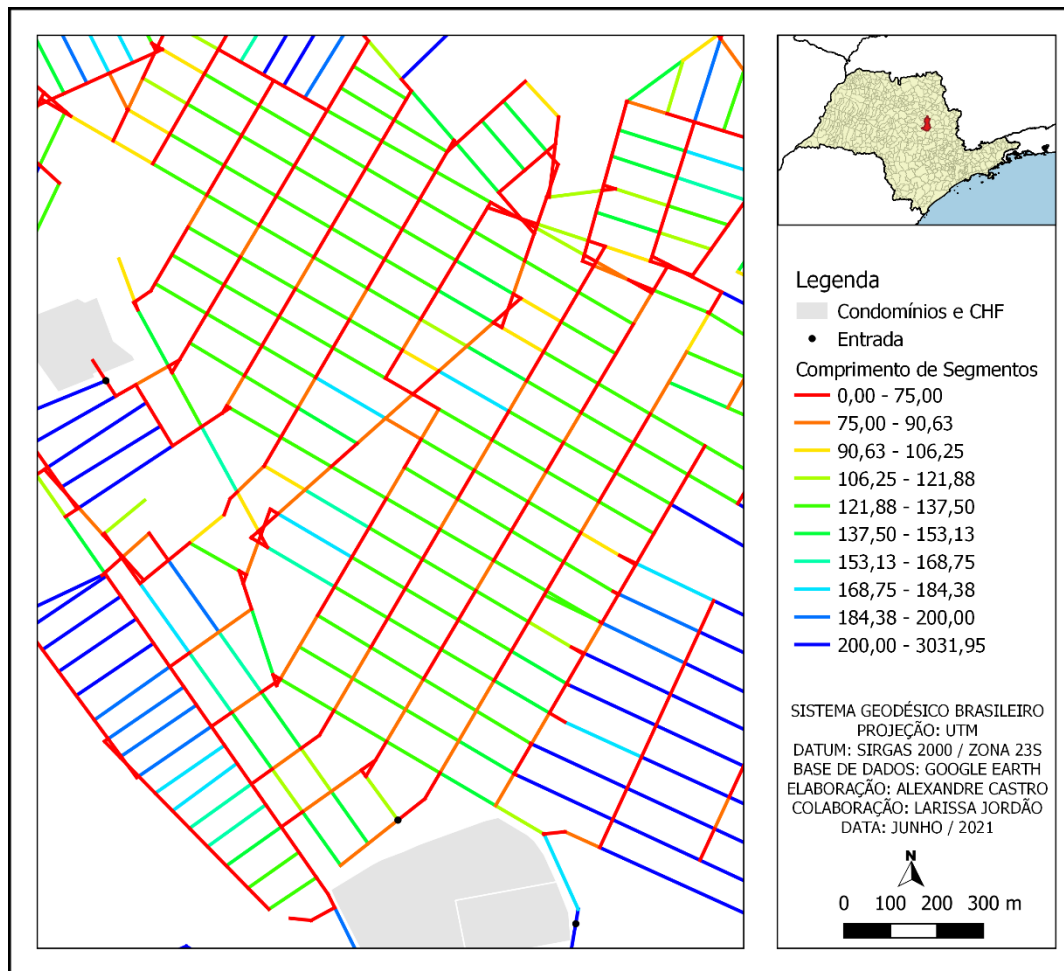 Legenda
Condomínios e CHF
Entrada
Comprimento de Segmentos
0,00 - 75,00
75,00 - 90,63
90,63 - 106,25
106,25 - 121,88
121,88 - 137,50
137,50 - 153,13
153,13 - 168,75
168,75 - 184,38
184,38 - 200,00
200,00 - 3031,95
SISTEMA GEODÉSICO BRASILEIRO
PROJEÇÃO: UTM
DATUM: SIRGAS 2000 / ZONA 23S
BASE DE DADOS: GOOGLE EARTH
ELABORAÇÃO: ALEXANDRE CASTRO
COLABORAÇÃO: LARISSA JORDÃO
DATA: JUNHO / 2021
N
0 100 200 300 m